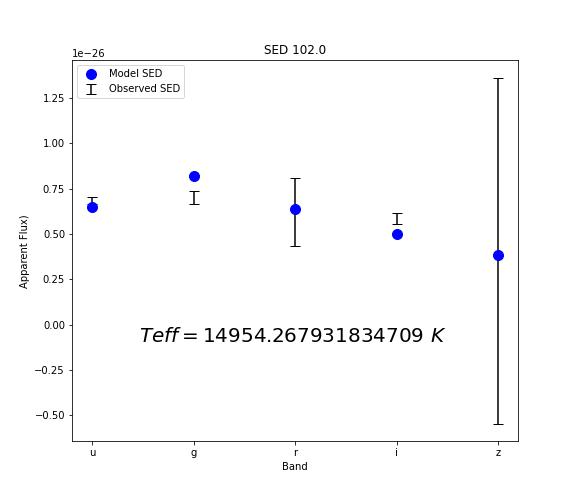 SED 102.0
1e−26
Model SED
Observed SED
1.25
1.00
0.75
0.50
0.25
0.00
−0.25
−0.50
Apparent Flux)
Teff = 14954.267931834709 K
u g r i z
Band